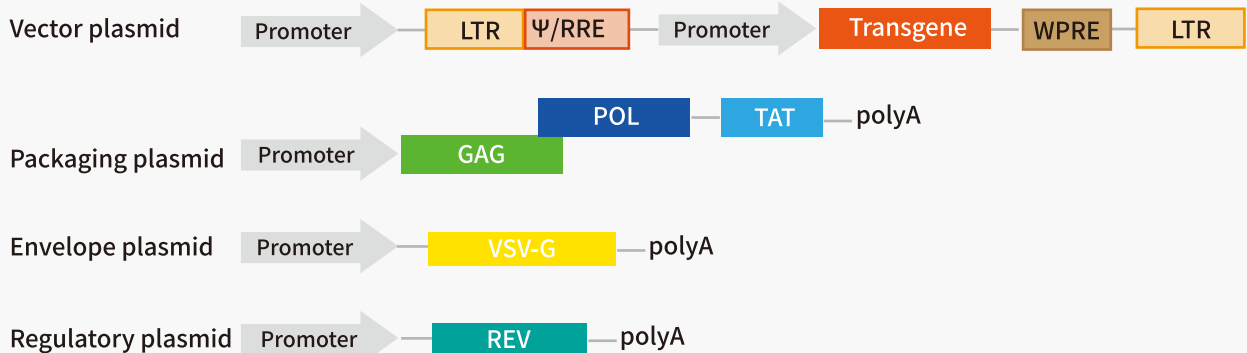 Vector plasmid Promoter LTR Ψ/RRE Promoter Transgene WPRE LTR
POL TAT polyA
Packaging plasmid Promoter GAG
Envelope plasmid Promoter VSV-G polyA
Regulatory plasmid Promoter REV polyA